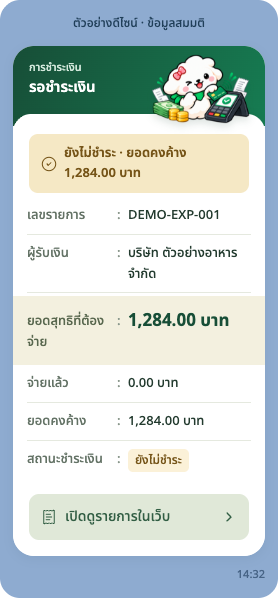 ตัวอย่างดีไซน์ · ข้อมูลสมมติ
การชำระเงิน
รอชำระเงิน
ยังไม่ชำระ · ยอดคงค้าง
1,284.00 บาท
เลขรายการ : DEMO-EXP-001
ผู้รับเงิน : บริษัท ตัวอย่างอาหาร
จำกัด
ยอดสุทธิที่ต้อง : 1,284.00 บาท
จ่าย
จ่ายแล้ว : 0.00 บาท
ยอดคงค้าง : 1,284.00 บาท
สถานะชำระเงิน : ยังไม่ชำระ
เปิดดูรายการในเว็บ
14:32